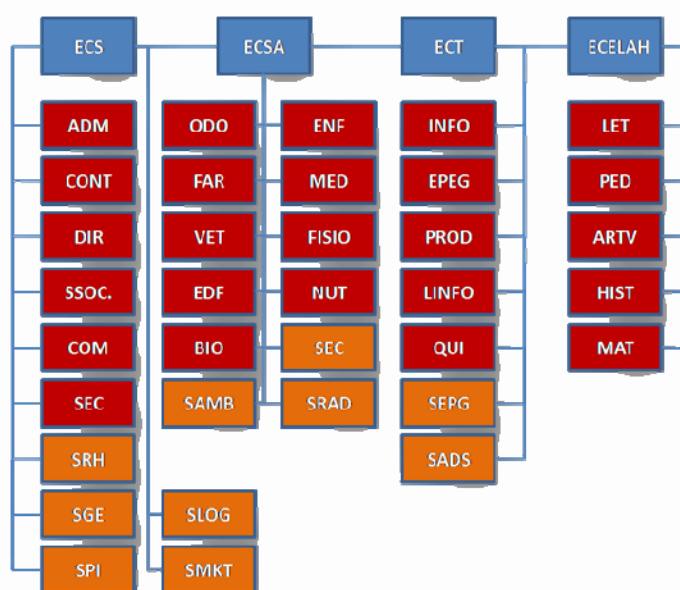 ECS ECSA ECT ECELAH
ADM ODO ENF INFO LET
CONT FAR MED EPEG PED
DIR VET FISIO PROD ARTV
SSOC. EDF NUT LINFO HIST
COM BIO SEC QUI MAT
SEC SAMB SRAD SEPG
SRH SADS
SGE SLOG
SPI SMKT